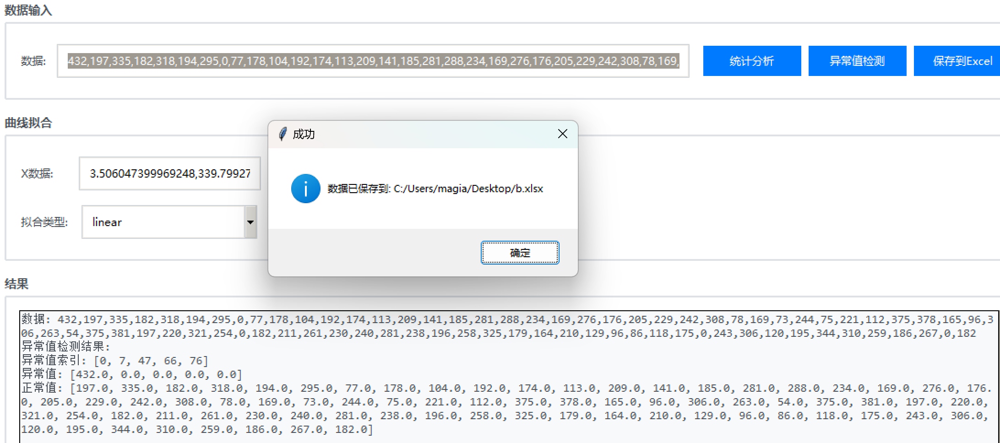 数据输入
数据: 432,197,335,182,318,194,295,0,77,178,104,192,174,113,209,141,185,281,288,234,169,276,176,205,229,242,308,78,169, 统计分析 异常值检测 保存到Excel
曲线拟合
成功
X数据: 3.506047399969248,339.79927
数据已保存到: C:/Users/magia/Desktop/b.xlsx
拟合类型: linear
确定
结果
数据: 432,197,335,182,318,194,295,0,77,178,104,192,174,113,209,141,185,281,288,234,169,276,176,205,229,242,308,78,169,73,244,75,221,112,375,378,165,96,3
06,263,54,375,381,197,220,321,254,0,182,211,261,230,240,281,238,196,258,325,179,164,210,129,96,86,118,175,0,243,306,120,195,344,310,259,186,267,0,182
异常值检测结果:
异常值索引: [0, 7, 47, 66, 76]
异常值: [432.0, 0.0, 0.0, 0.0, 0.0]
正常值: [197.0, 335.0, 182.0, 318.0, 194.0, 295.0, 77.0, 178.0, 104.0, 192.0, 174.0, 113.0, 209.0, 141.0, 185.0, 281.0, 288.0, 234.0, 169.0, 276.0, 176.
0, 205.0, 229.0, 242.0, 308.0, 78.0, 169.0, 73.0, 244.0, 75.0, 221.0, 112.0, 375.0, 378.0, 165.0, 96.0, 306.0, 263.0, 54.0, 375.0, 381.0, 197.0, 220.0,
321.0, 254.0, 182.0, 211.0, 261.0, 230.0, 240.0, 281.0, 238.0, 196.0, 258.0, 325.0, 179.0, 164.0, 210.0, 129.0, 96.0, 86.0, 118.0, 175.0, 243.0, 306.0,
120.0, 195.0, 344.0, 310.0, 259.0, 186.0, 267.0, 182.0]